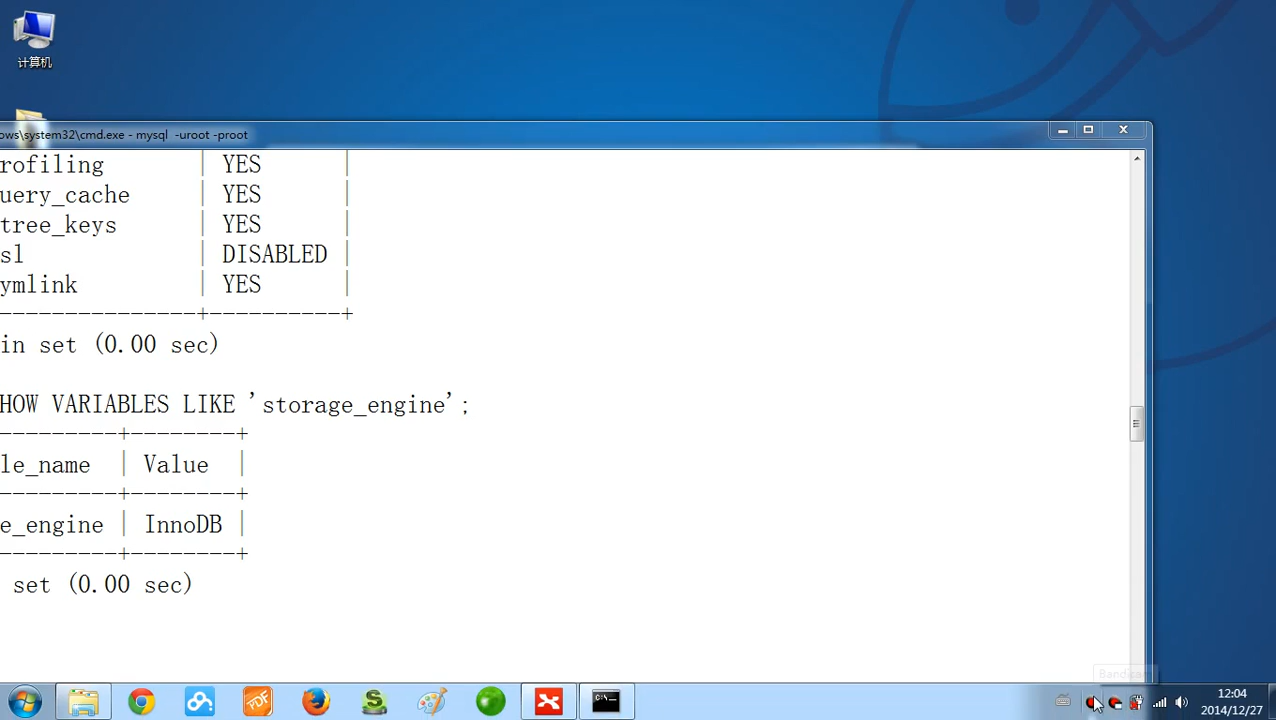 计算机
ows\system32\cmd.exe - mysql -uroot -proot
rofiling | YES |
uery_cache | YES |
tree_keys | YES |
sl | DISABLED |
ymlink | YES |
---------------+----------+
in set (0.00 sec)
HOW VARIABLES LIKE 'storage_engine';
---------+--------+
le_name | Value |
---------+--------+
e_engine | InnoDB |
---------+--------+
set (0.00 sec)
PDF
C:\_
12:04
2014/12/27